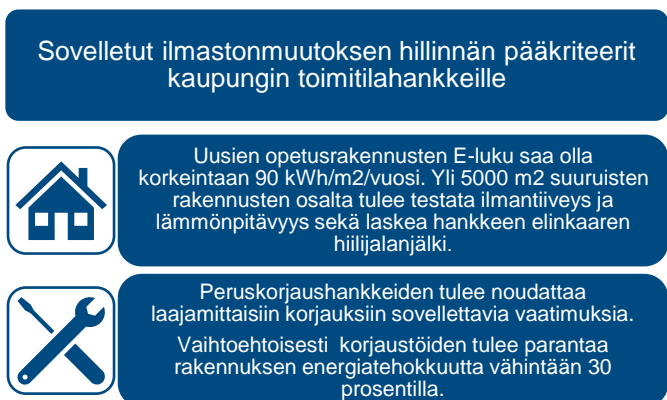 Sovelletut ilmastonmuutoksen hillinnän pääkriteerit
kaupungin toimitilahankkeille
Uusien opetusrakennusten E-luku saa olla
korkeintaan 90 kWh/m2/vuosi. Yli 5000 m2 suuruisten
rakennusten osalta tulee testata ilmantiiveys ja
lämmönpitävyys sekä laskea hankkeen elinkaaren
hiilijalanjälki.
Peruskorjaushankkeiden tulee noudattaa
laajamittaisiin korjauksiin sovellettavia vaatimuksia.
Vaihtoehtoisesti korjaustöiden tulee parantaa
rakennuksen energiatehokkuutta vähintään 30
prosentilla.